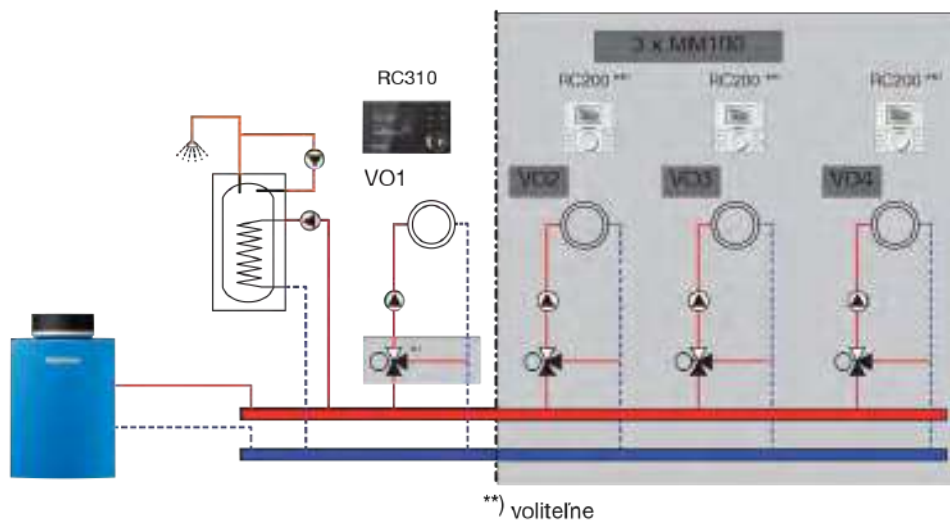 3 x MM100
RC310
RC200 **)
RC200 **)
RC200 **)
VO1
VO2
VO3
VO4
**)
**) voliteľne